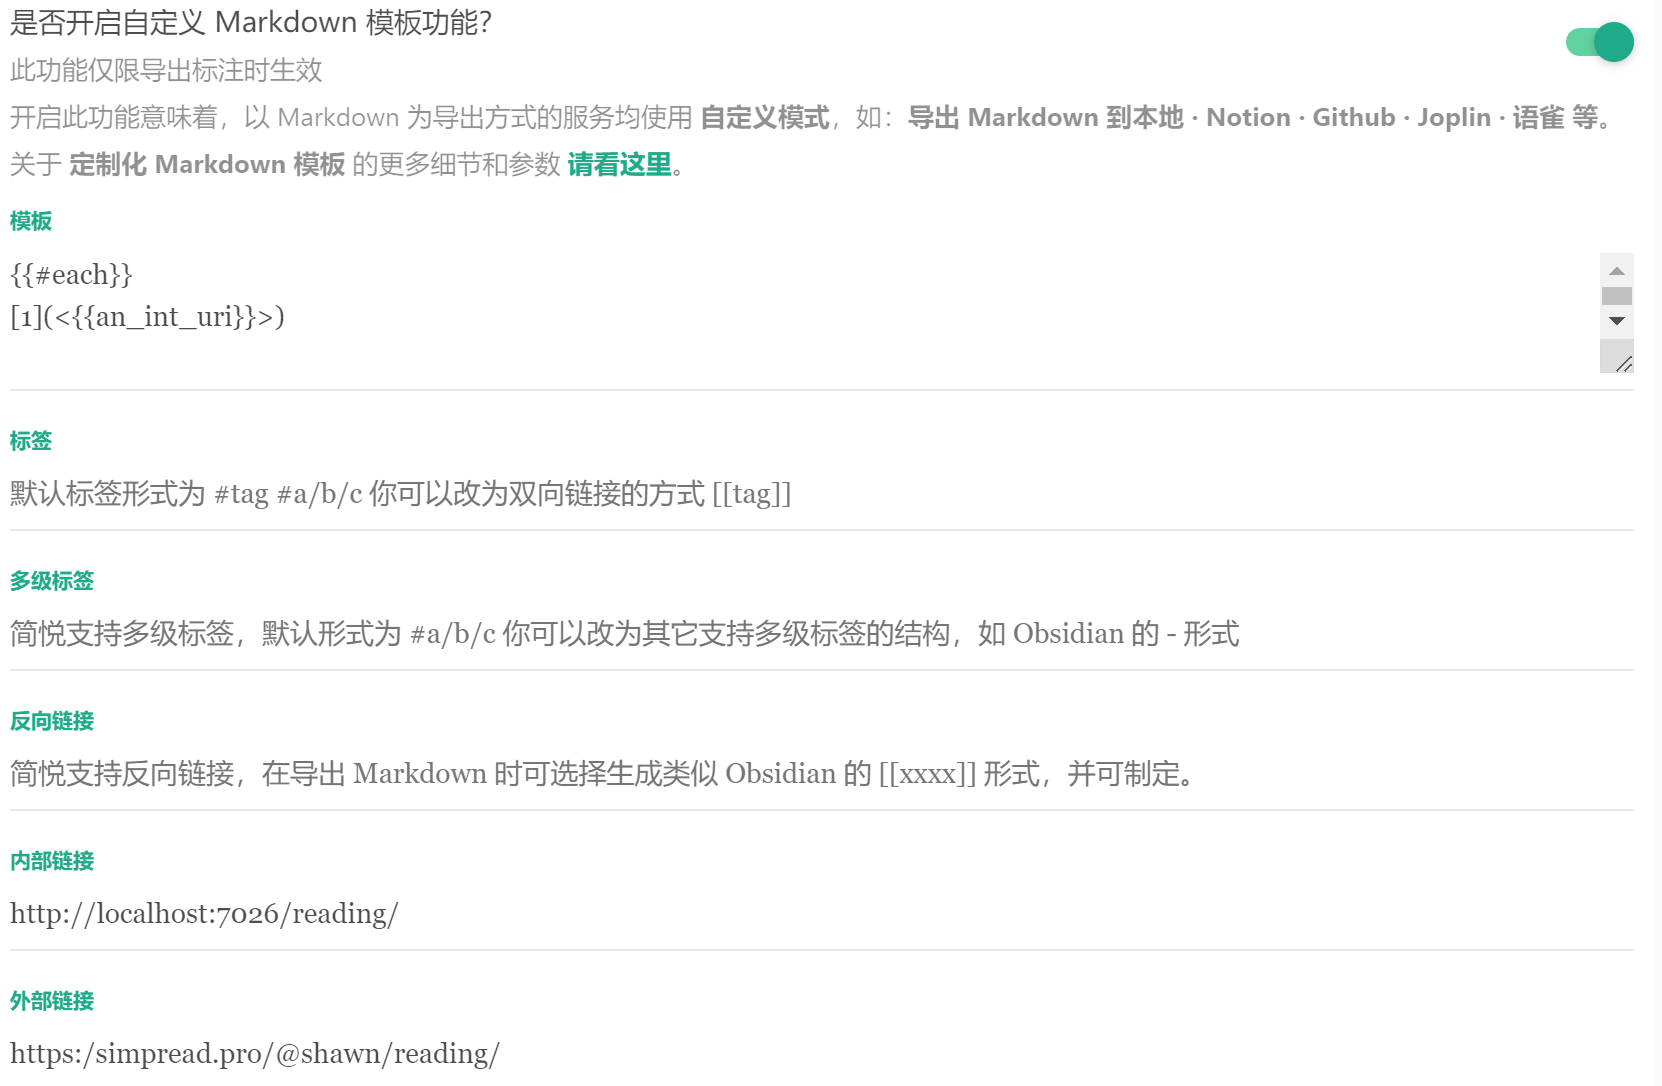 是否开启自定义 Markdown 模板功能？
此功能仅限导出标注时生效
开启此功能意味着，以 Markdown 为导出方式的服务均使用 自定义模式，如：导出 Markdown 到本地 · Notion · Github · Joplin · 语雀 等。
关于 定制化 Markdown 模板 的更多细节和参数 请看这里。
模板
{{#each}}
[1](<{{an_int_uri}}>)
标签
默认标签形式为 #tag #a/b/c 你可以改为双向链接的方式 [[tag]]
多级标签
简悦支持多级标签，默认形式为 #a/b/c 你可以改为其它支持多级标签的结构，如 Obsidian 的 - 形式
反向链接
简悦支持反向链接，在导出 Markdown 时可选择生成类似 Obsidian 的 [[xxxx]] 形式，并可制定。
内部链接
http://localhost:7026/reading/
外部链接
https:/simpread.pro/@shawn/reading/